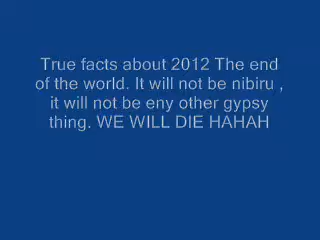 True facts about 2012 The end
of the world. It will not be nibiru ,
it will not be eny other gypsy
thing. WE WILL DIE HAHAH